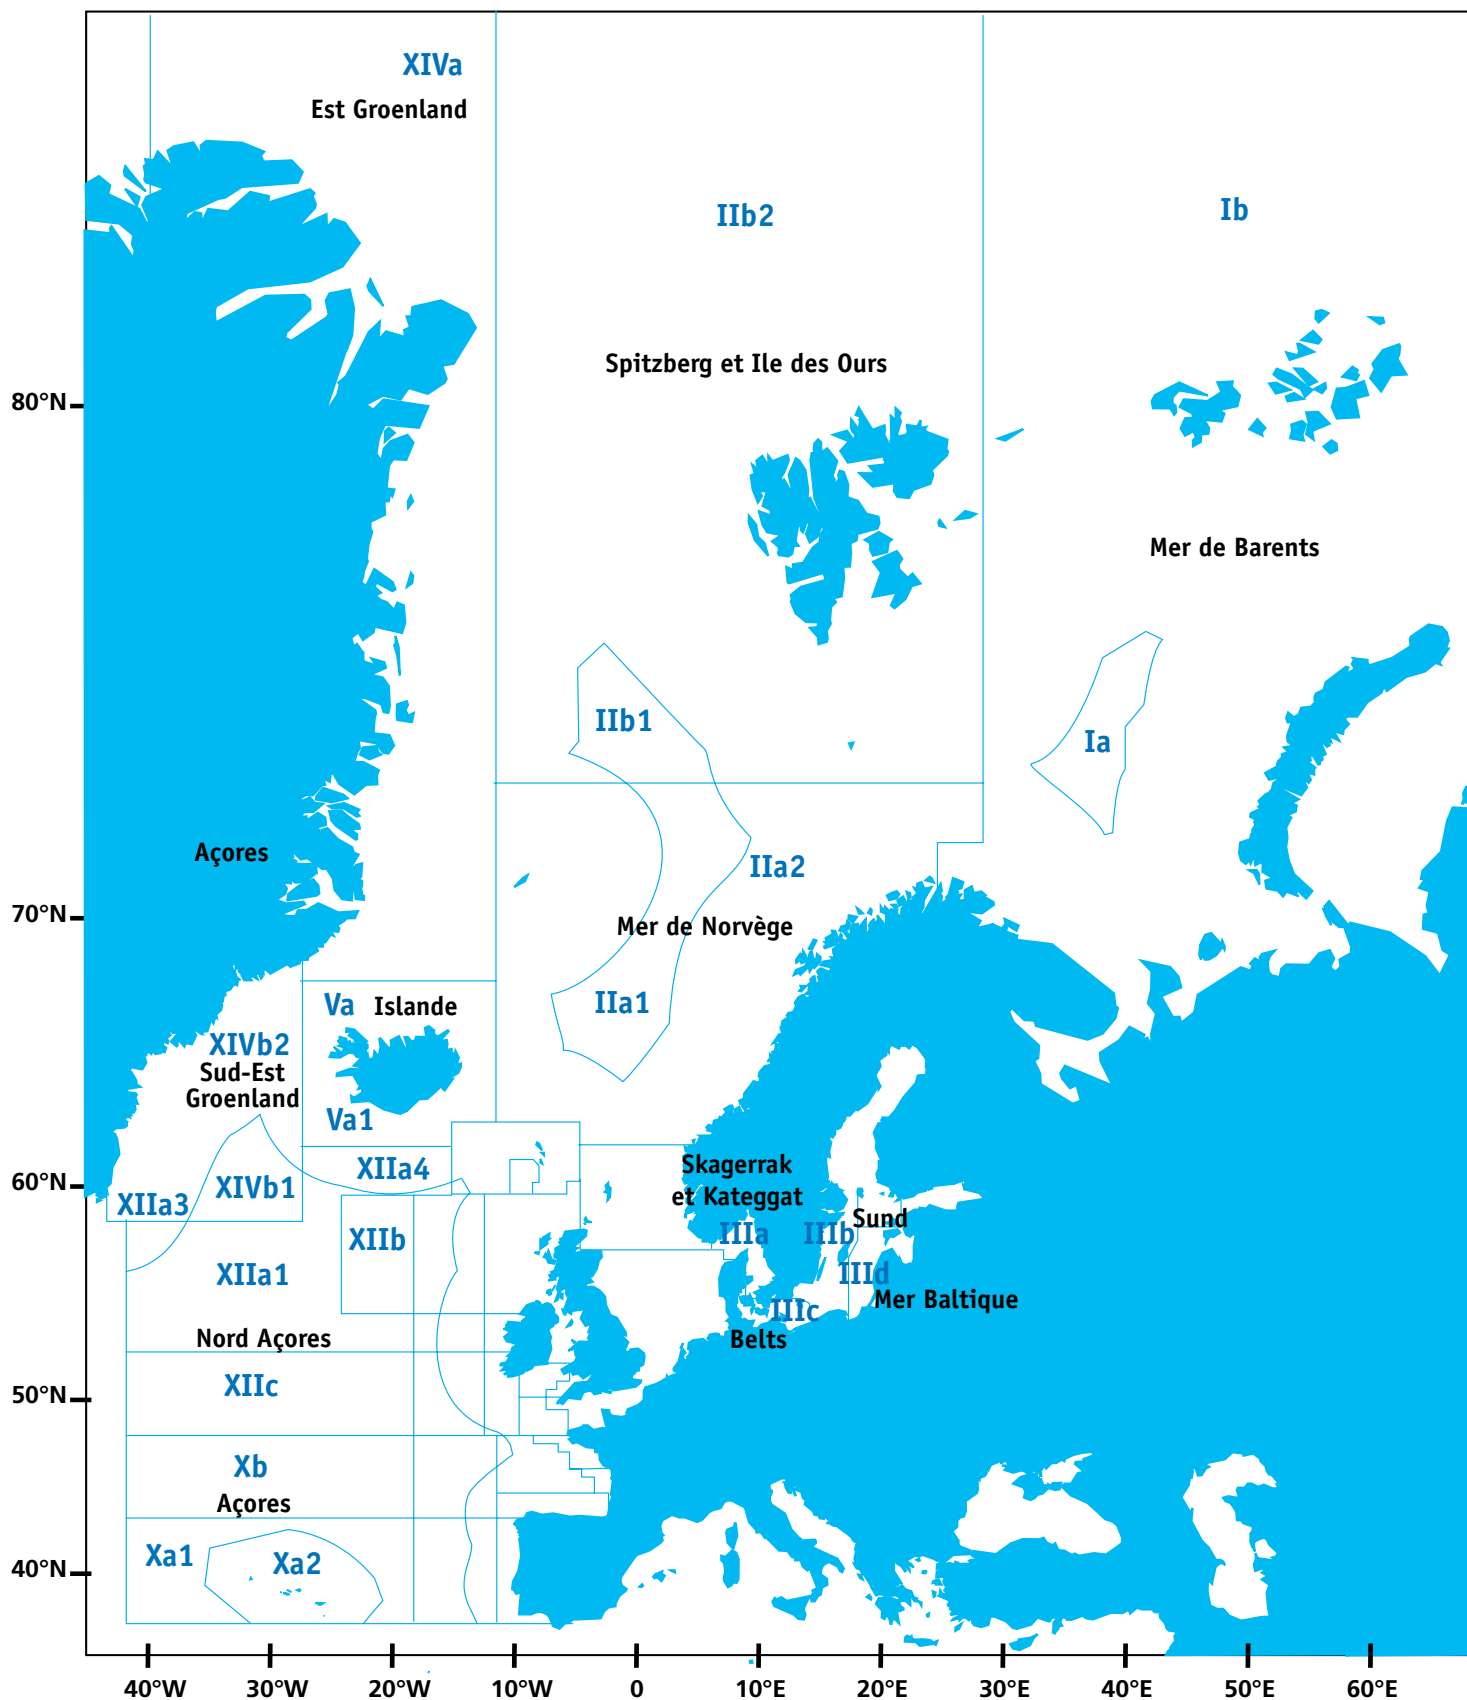 XIVa
Est Groenland
IIb2
Ib
Spitzberg et Ile des Ours
80°N
Mer de Barents
IIb1
Ia
Açores
IIa2
70°N
Mer de Norvège
Va
Islande
IIa1
XIVb2
Sud-Est
Groenland
Va1
XIIa4
Skagerrak
et Kateggat
60°N
XIVb1
XIIa3
Sund
XIIb
IIIa
IIIb
XIIa1
IIId
Mer Baltique
IIIc
Nord Açores
Belts
XIIc
50°N
Xb
Açores
Xa1
Xa2
40°N
40°W
30°W
20°W
10°W
0
10°E
20°E
30°E
40°E
50°E
60°E